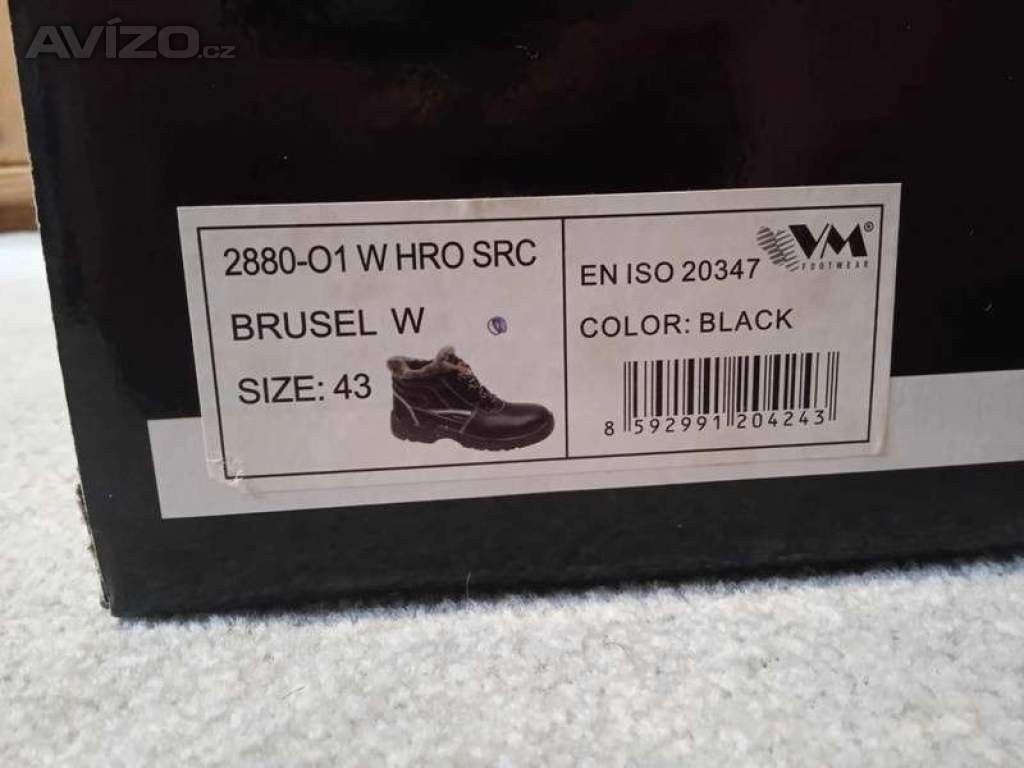 AVÍZO.cz
2880-O1 W HRO SRC
BRUSEL W
SIZE: 43
EN ISO 20347
VM®
FOOTWEAR
COLOR: BLACK
8 592991 204243